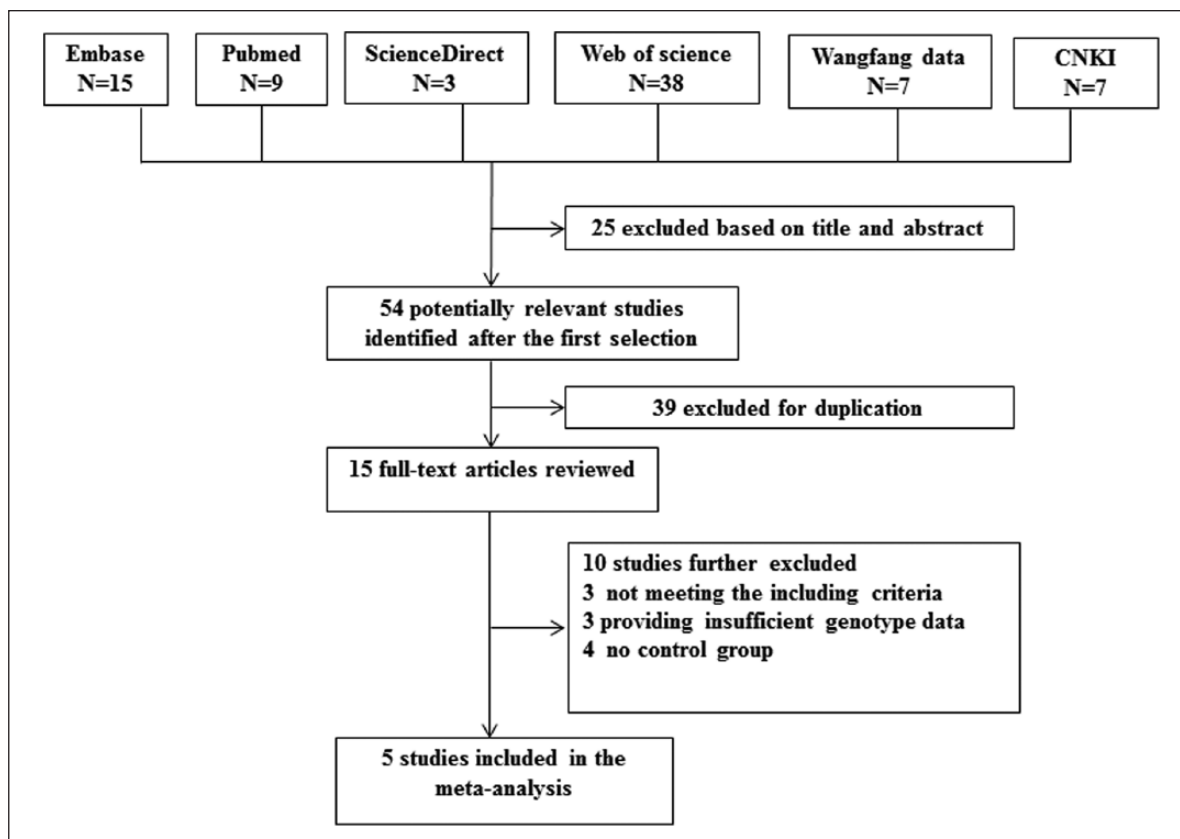 Embase
N=15
Pubmed
N=9
ScienceDirect
N=3
Web of science
N=38
Wangfang data
N=7
CNKI
N=7
25 excluded based on title and abstract
54 potentially relevant studies
identified after the first selection
39 excluded for duplication
15 full-text articles reviewed
10 studies further excluded
3 not meeting the including criteria
3 providing insufficient genotype data
4 no control group
5 studies included in the
meta-analysis